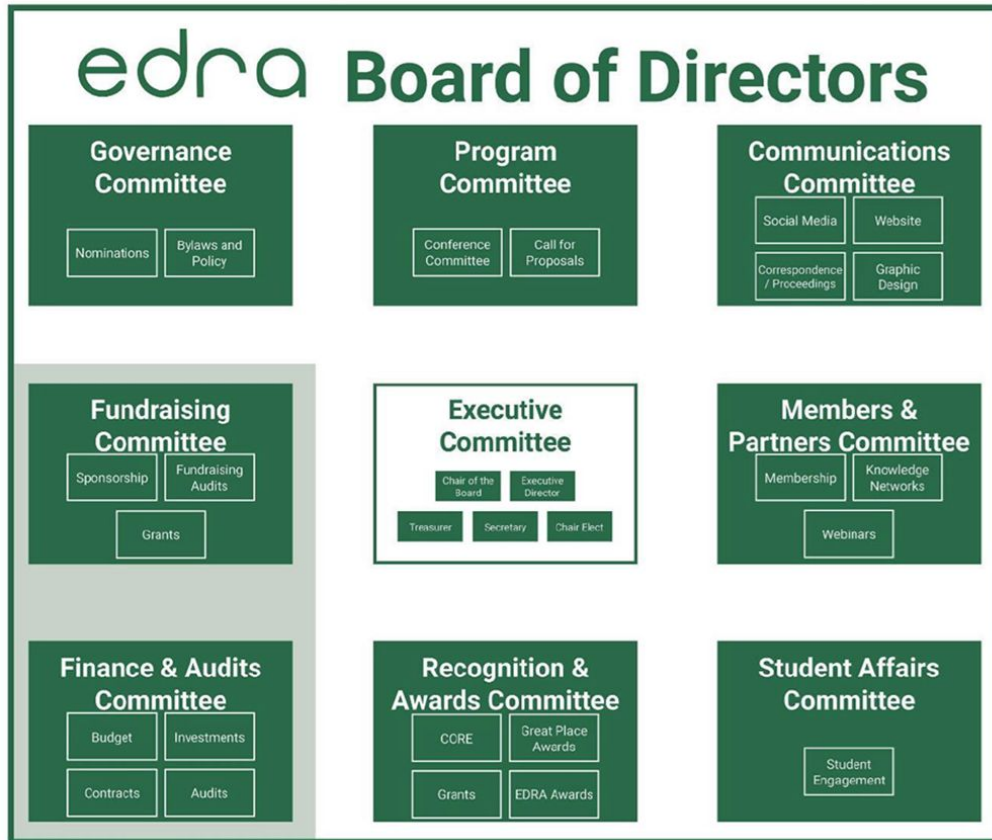 edra Board of Directors
Governance
Committee
Nominations
Bylaws and
Policy
Program
Committee
Conference
Committee
Call for
Proposals
Communications
Committee
Social Media
Website
Correspondence
/ Proceedings
Graphic
Design
Fundraising
Committee
Sponsorship
Fundraising
Audits
Grants
Executive
Committee
Chair of the
Board
Executive
Director
Treasurer
Secretary
Chair Elect
Members &
Partners Committee
Membership
Knowledge
Networks
Webinars
Finance & Audits
Committee
Budget
Investments
Contracts
Audits
Recognition &
Awards Committee
CORE
Great Place
Awards
Grants
EDRA Awards
Student Affairs
Committee
Student
Engagement